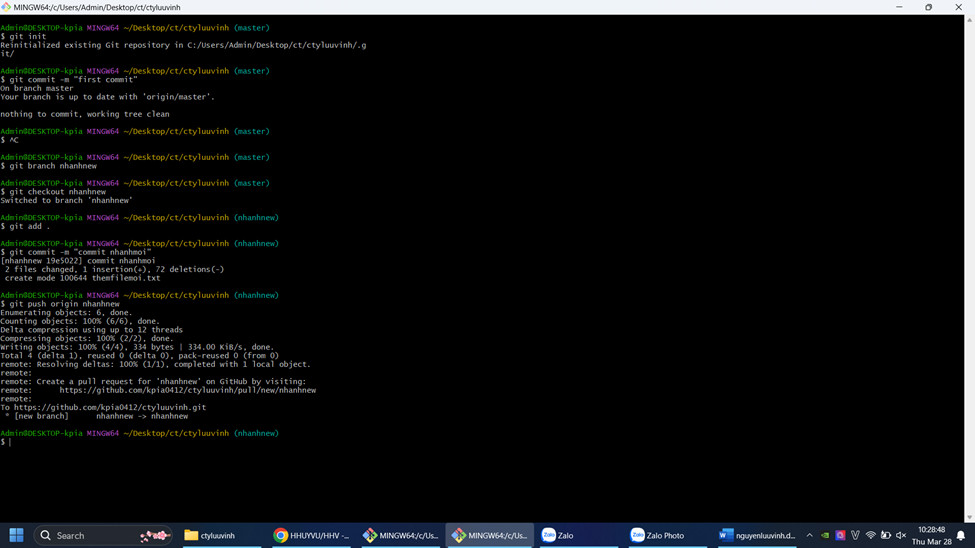 MINGW64:/c/Users/Admin/Desktop/ct/ctyluuvinh
Admin@DESKTOP-kpia MINGW64 ~/Desktop/ct/ctyluuvinh (master)
$ git init
Reinitialized existing Git repository in C:/Users/Admin/Desktop/ct/ctyluuvinh/.g
it/
Admin@DESKTOP-kpia MINGW64 ~/Desktop/ct/ctyluuvinh (master)
$ git commit -m "first commit"
On branch master
Your branch is up to date with 'origin/master'.
nothing to commit, working tree clean
Admin@DESKTOP-kpia MINGW64 ~/Desktop/ct/ctyluuvinh (master)
$ ^C
Admin@DESKTOP-kpia MINGW64 ~/Desktop/ct/ctyluuvinh (master)
$ git branch nhanhnew
Admin@DESKTOP-kpia MINGW64 ~/Desktop/ct/ctyluuvinh (master)
$ git checkout nhanhnew
Switched to branch 'nhanhnew'
Admin@DESKTOP-kpia MINGW64 ~/Desktop/ct/ctyluuvinh (nhanhnew)
$ git add .
Admin@DESKTOP-kpia MINGW64 ~/Desktop/ct/ctyluuvinh (nhanhnew)
$ git commit -m "commit nhanhmoi"
[nhanhnew 19e5022] commit nhanhmoi
2 files changed, 1 insertion(+), 72 deletions(-)
create mode 100644 themfilemoi.txt
Admin@DESKTOP-kpia MINGW64 ~/Desktop/ct/ctyluuvinh (nhanhnew)
$ git push origin nhanhnew
Enumerating objects: 6, done.
Counting objects: 100% (6/6), done.
Delta compression using up to 12 threads
Compressing objects: 100% (2/2), done.
Writing objects: 100% (4/4), 334 bytes | 334.00 KiB/s, done.
Total 4 (delta 1), reused 0 (delta 0), pack-reused 0 (from 0)
remote: Resolving deltas: 100% (1/1), completed with 1 local object.
remote:
remote: Create a pull request for 'nhanhnew' on GitHub by visiting:
remote: https://github.com/kpia0412/ctyluuvinh/pull/new/nhanhnew
remote:
To https://github.com/kpia0412/ctyluuvinh.git
* [new branch] nhanhnew -> nhanhnew
Admin@DESKTOP-kpia MINGW64 ~/Desktop/ct/ctyluuvinh (nhanhnew)
$
Search ctyluuvinh HHUYVU/HHV -... MINGW64:/c/Us... MINGW64:/c/Us... Zalo Zalo Photo nguyenluuvinh.d... 10:28:48
Thu Mar 28